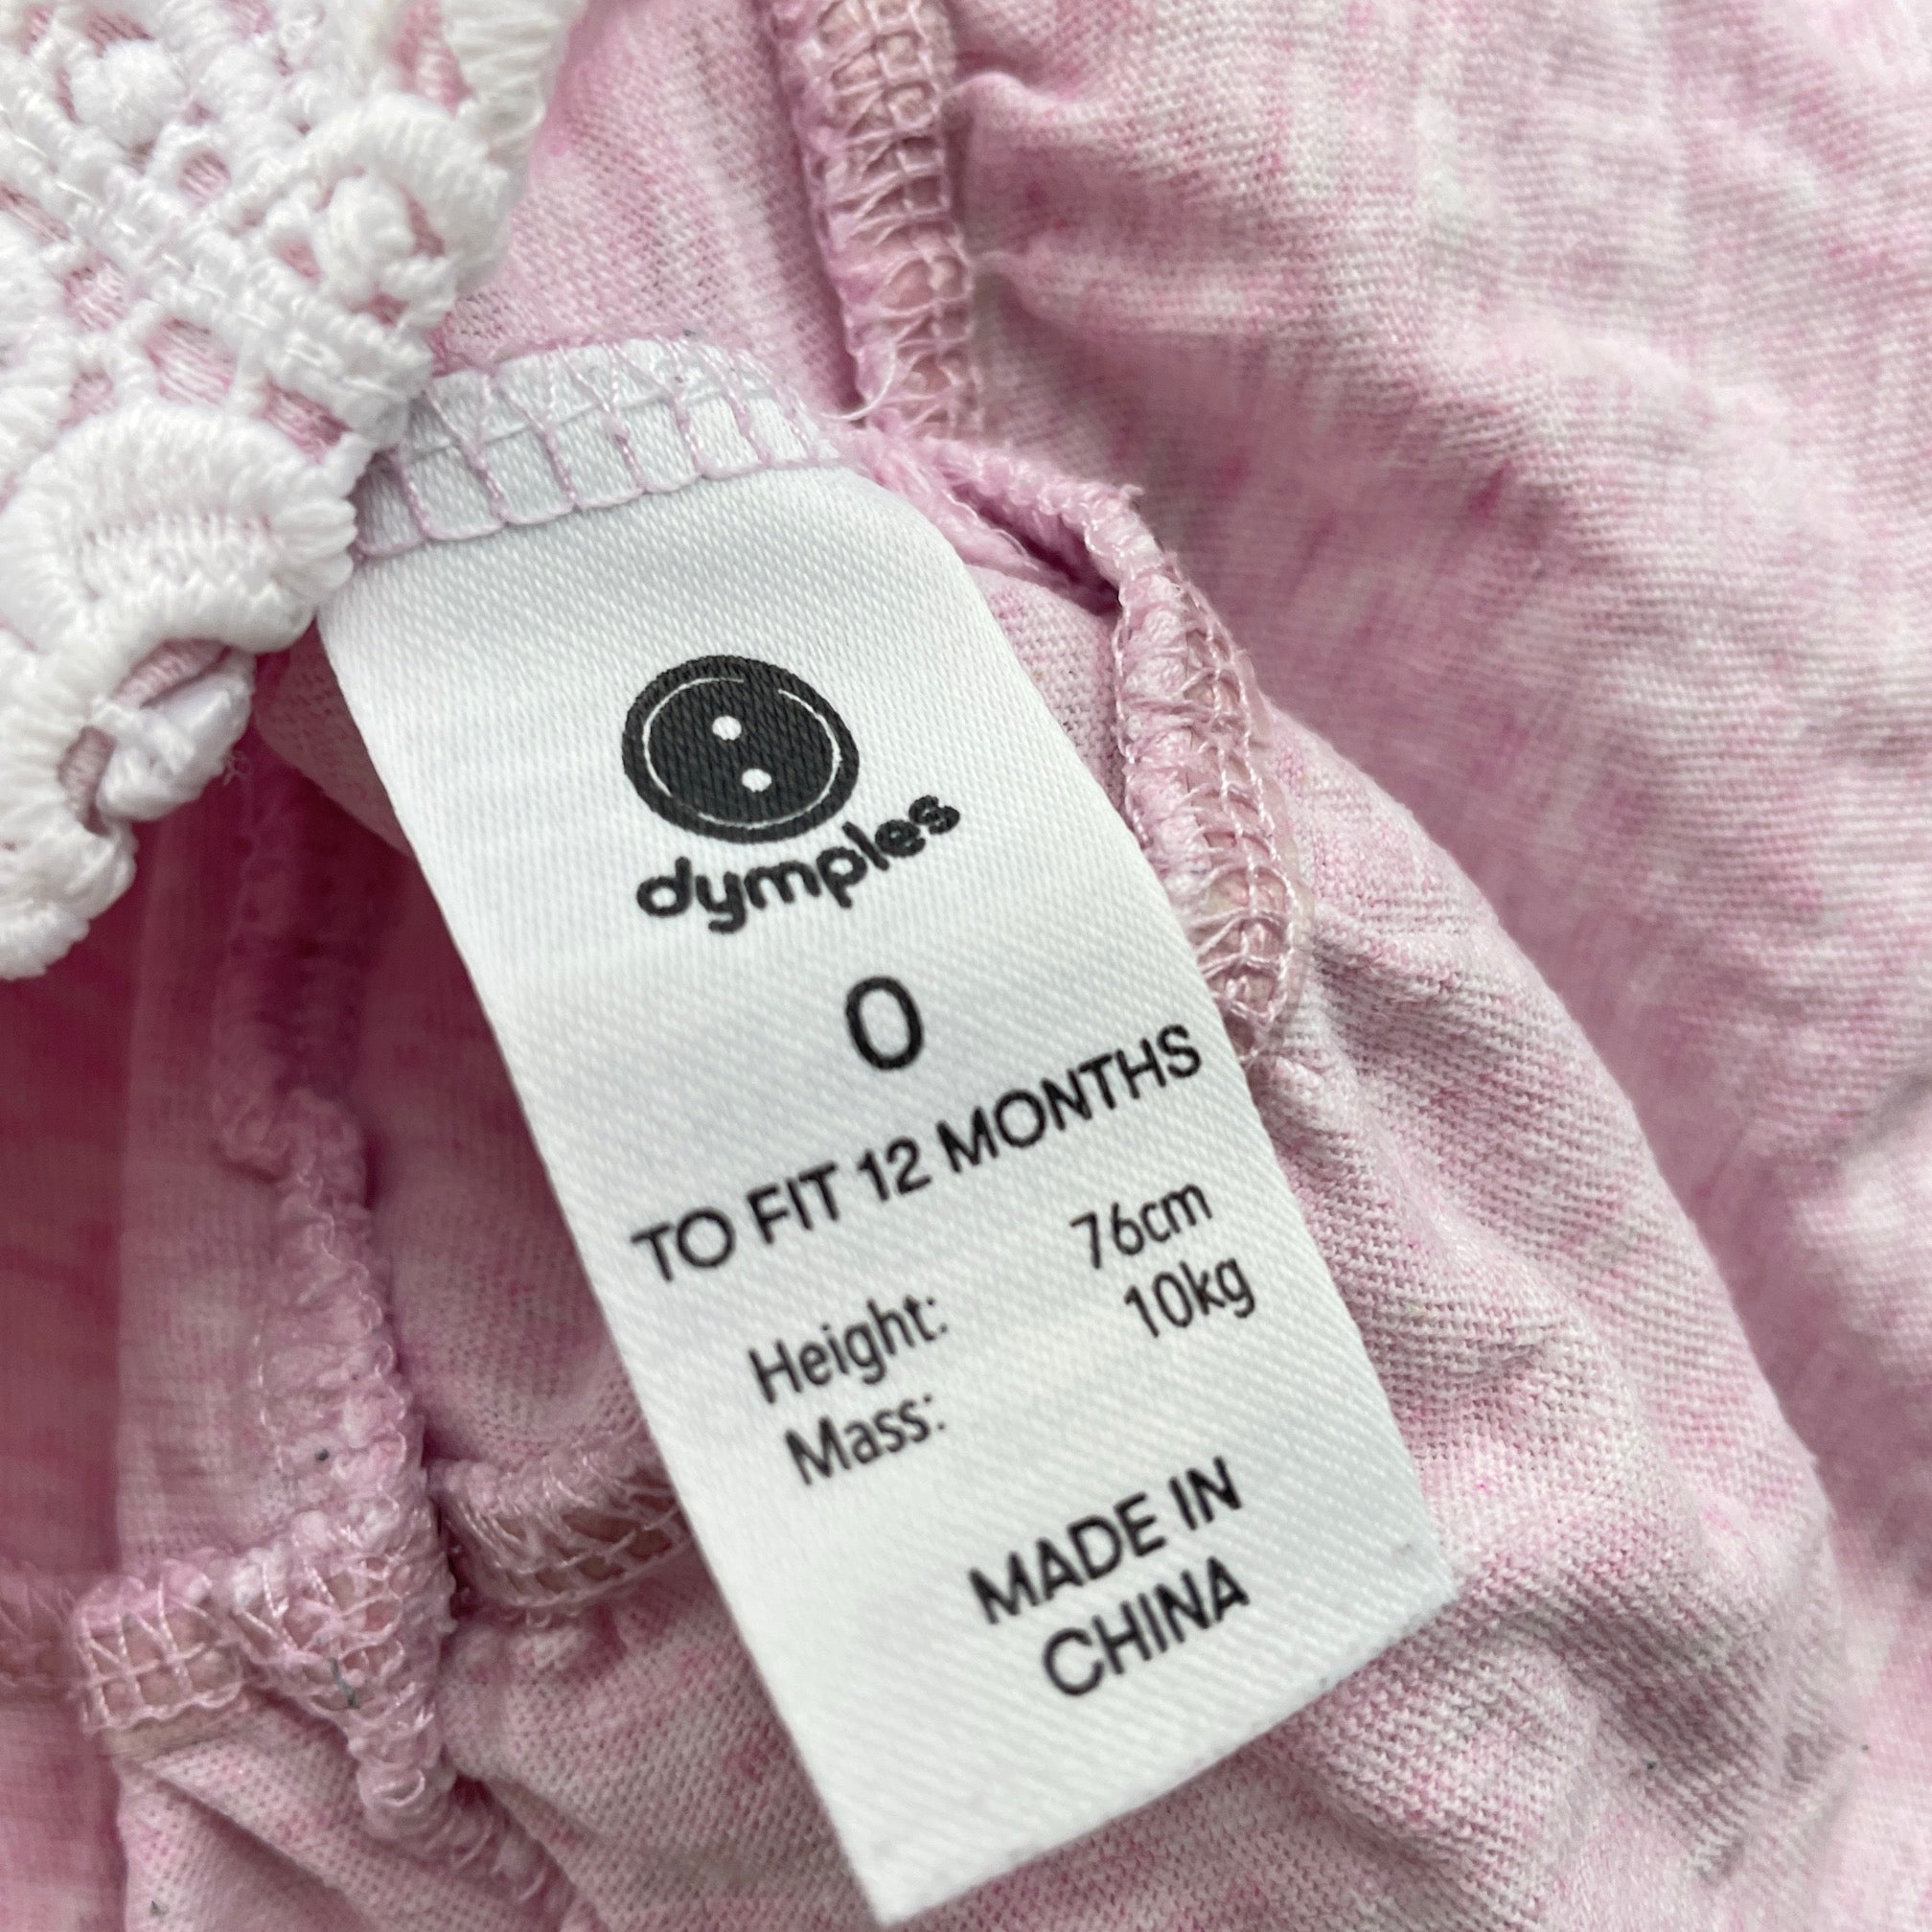 dymples
0
TO FIT 12 MONTHS
Height: 76cm
Mass: 10kg
MADE IN
CHINA